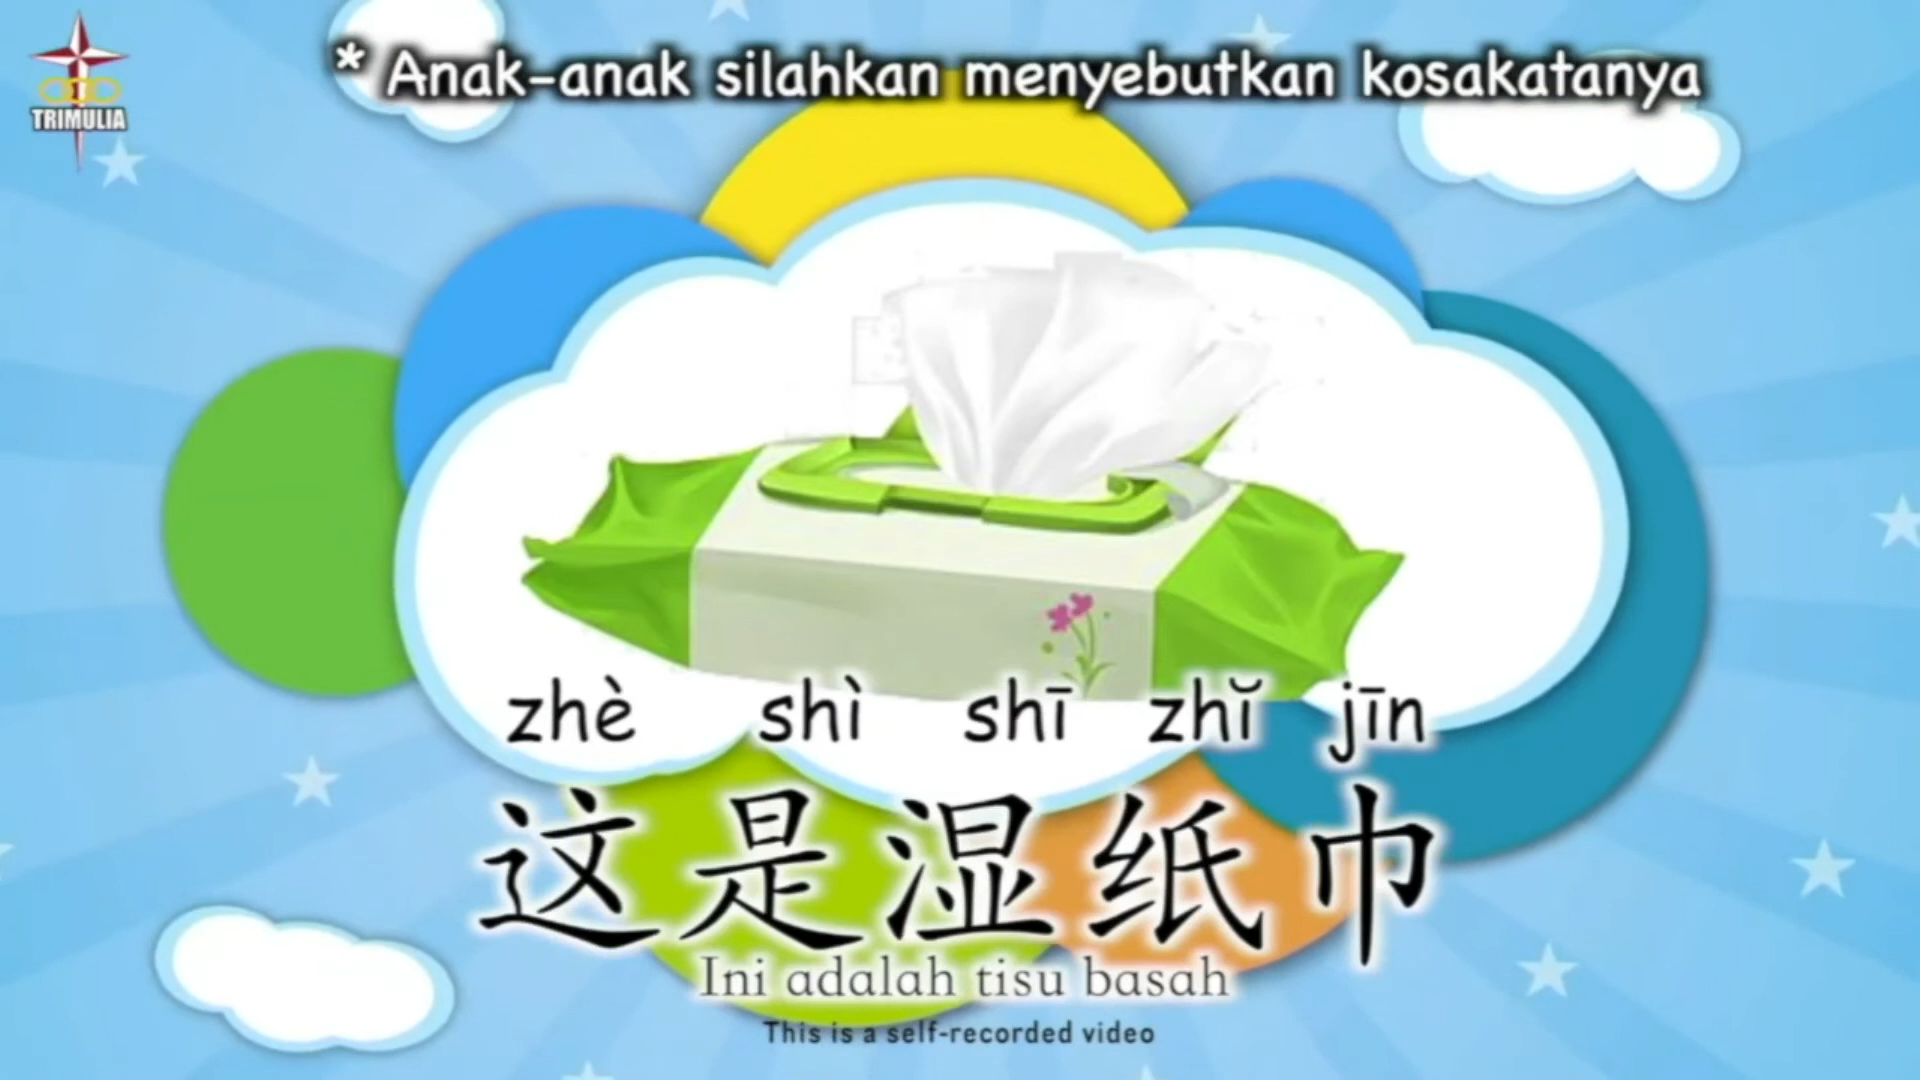 TRIMULIA
* Anak-anak silahkan menyebutkan kosakatanya
zhè shì shī zhĭ jīn
这是湿纸巾
Ini adalah tisu basah
This is a self-recorded video